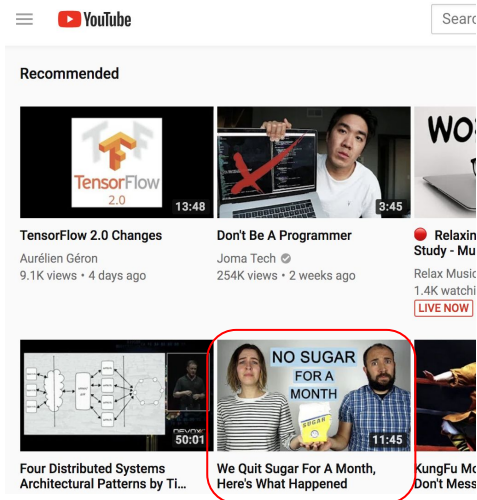 YouTube
Searc
Recommended
TensorFlow
2.0
13:48
3:45
WO
TensorFlow 2.0 Changes
Aurélien Géron
9.1K views • 4 days ago
Don't Be A Programmer
Joma Tech
254K views • 2 weeks ago
Relaxin
Study - Mu
Relax Music
1.4K watchi
LIVE NOW
NO SUGAR
FOR A
MONTH
SUGAR
DEVOXX
50:01
11:45
Four Distributed Systems
Architectural Patterns by Ti...
We Quit Sugar For A Month,
Here's What Happened
KungFu Mo
Don't Mess